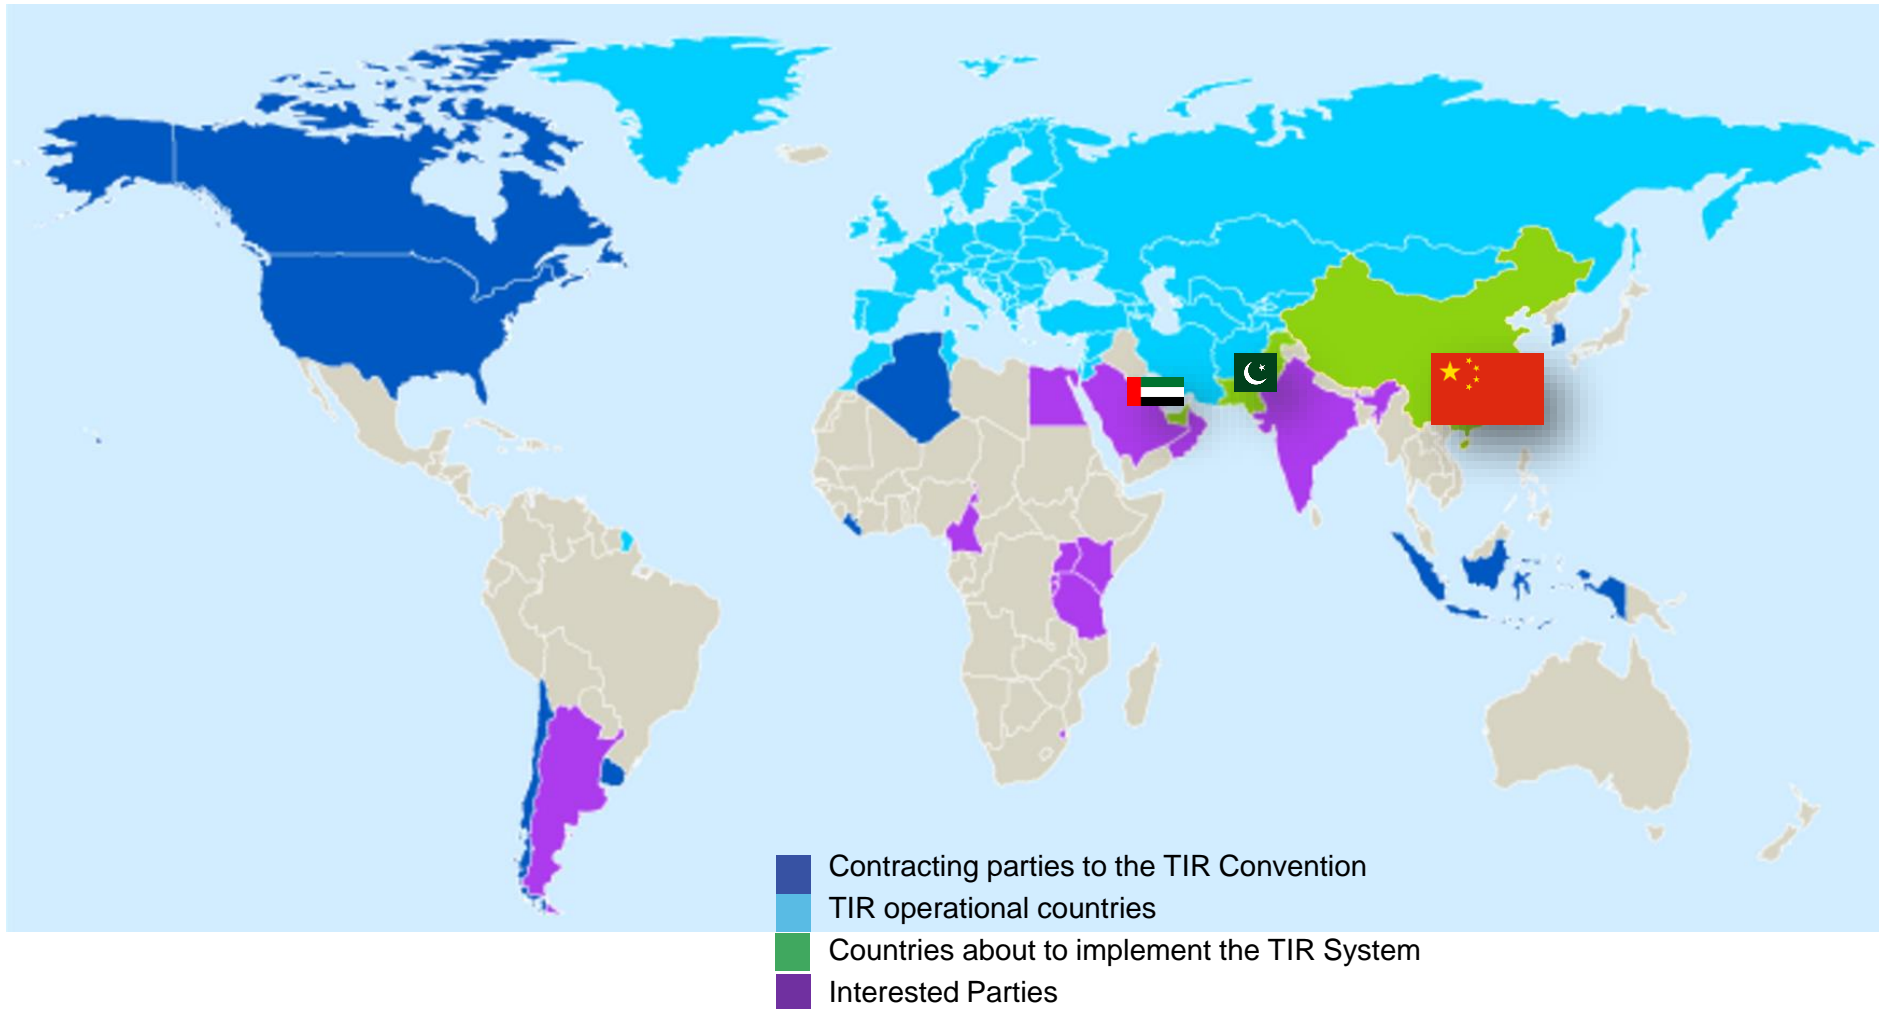 Contracting parties to the TIR Convention
TIR operational countries
Countries about to implement the TIR System
Interested Parties